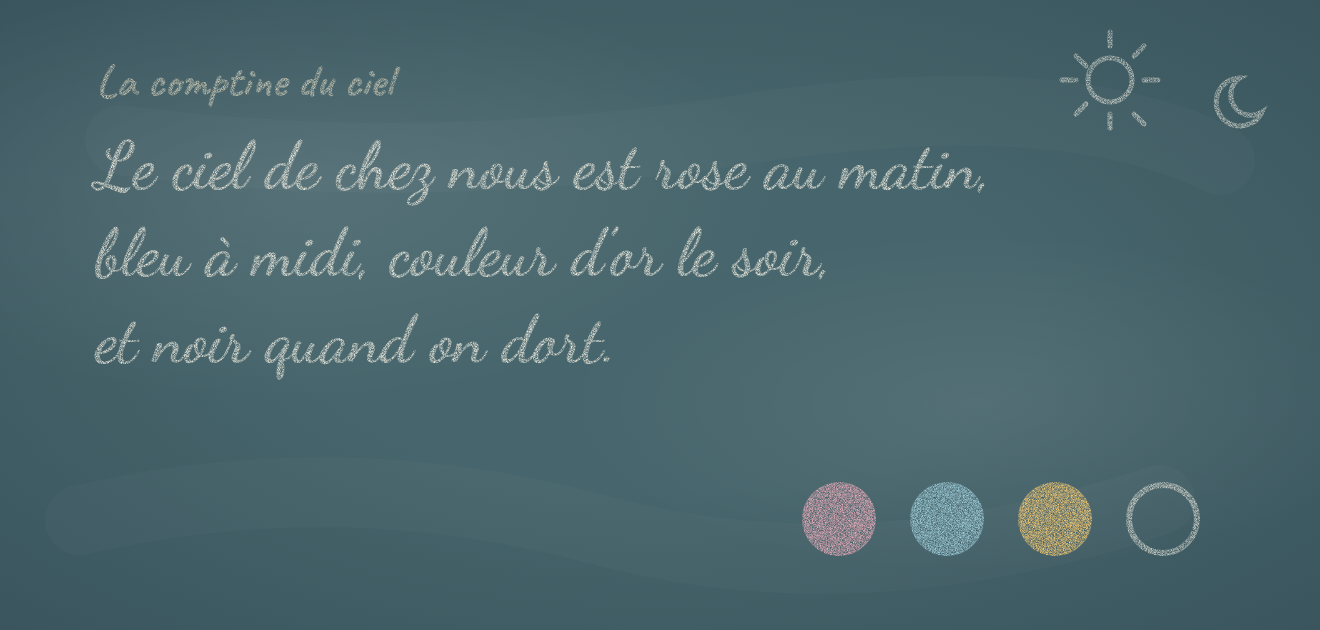 La comptine du ciel
Le ciel de chez nous est rose au matin,
bleu à midi, couleur d'or le soir,
et noir quand on dort.